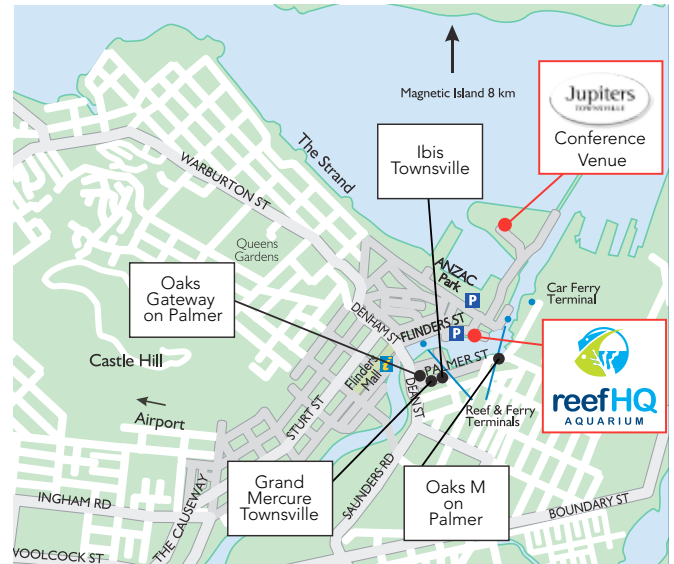 Magnetic Island 8 km
Jupiters
TOWNSVILLE
Conference
Venue
Ibis
Townsville
The Strand
WARBURTON ST
Queens
Gardens
ANZAC
Park
P
Car Ferry
Terminal
Oaks
Gateway
on Palmer
DENHAM ST
FLINDERS ST
P
reefHQ
AQUARIUM
Castle Hill
Flinders
Mall
i
PALMER ST
DEAN ST
Airport
STURT ST
Reef & Ferry
Terminals
Grand
Mercure
Townsville
SAUNDERS RD
Oaks M
on
Palmer
BOUNDARY ST
INGHAM RD
THE CAUSEWAY
WOOLCOCK ST